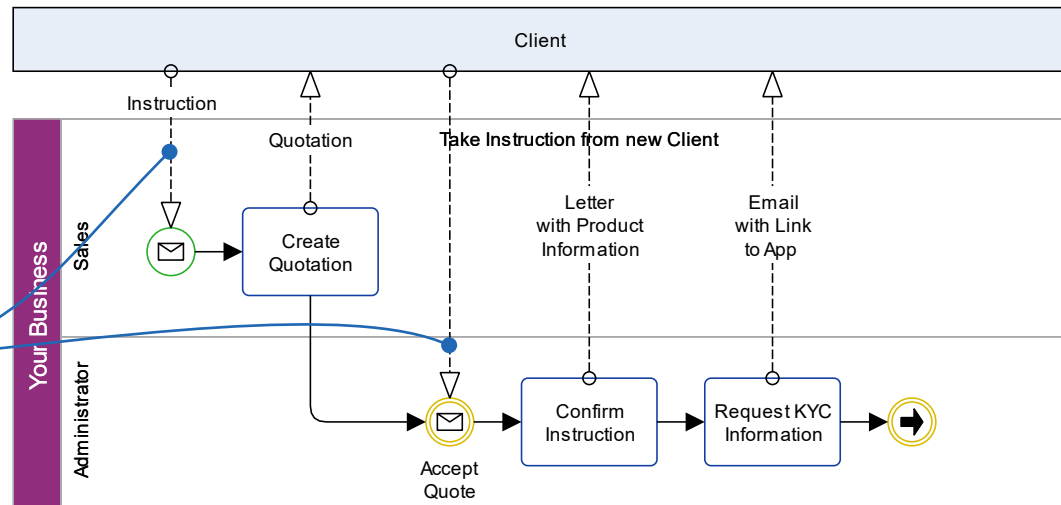 Client
Instruction
Quotation
Take Instruction from new Client
Letter
with Product
Information
Email
with Link
to App
Your Business
Sales
Create
Quotation
Administrator
Confirm
Instruction
Request KYC
Information
Accept
Quote